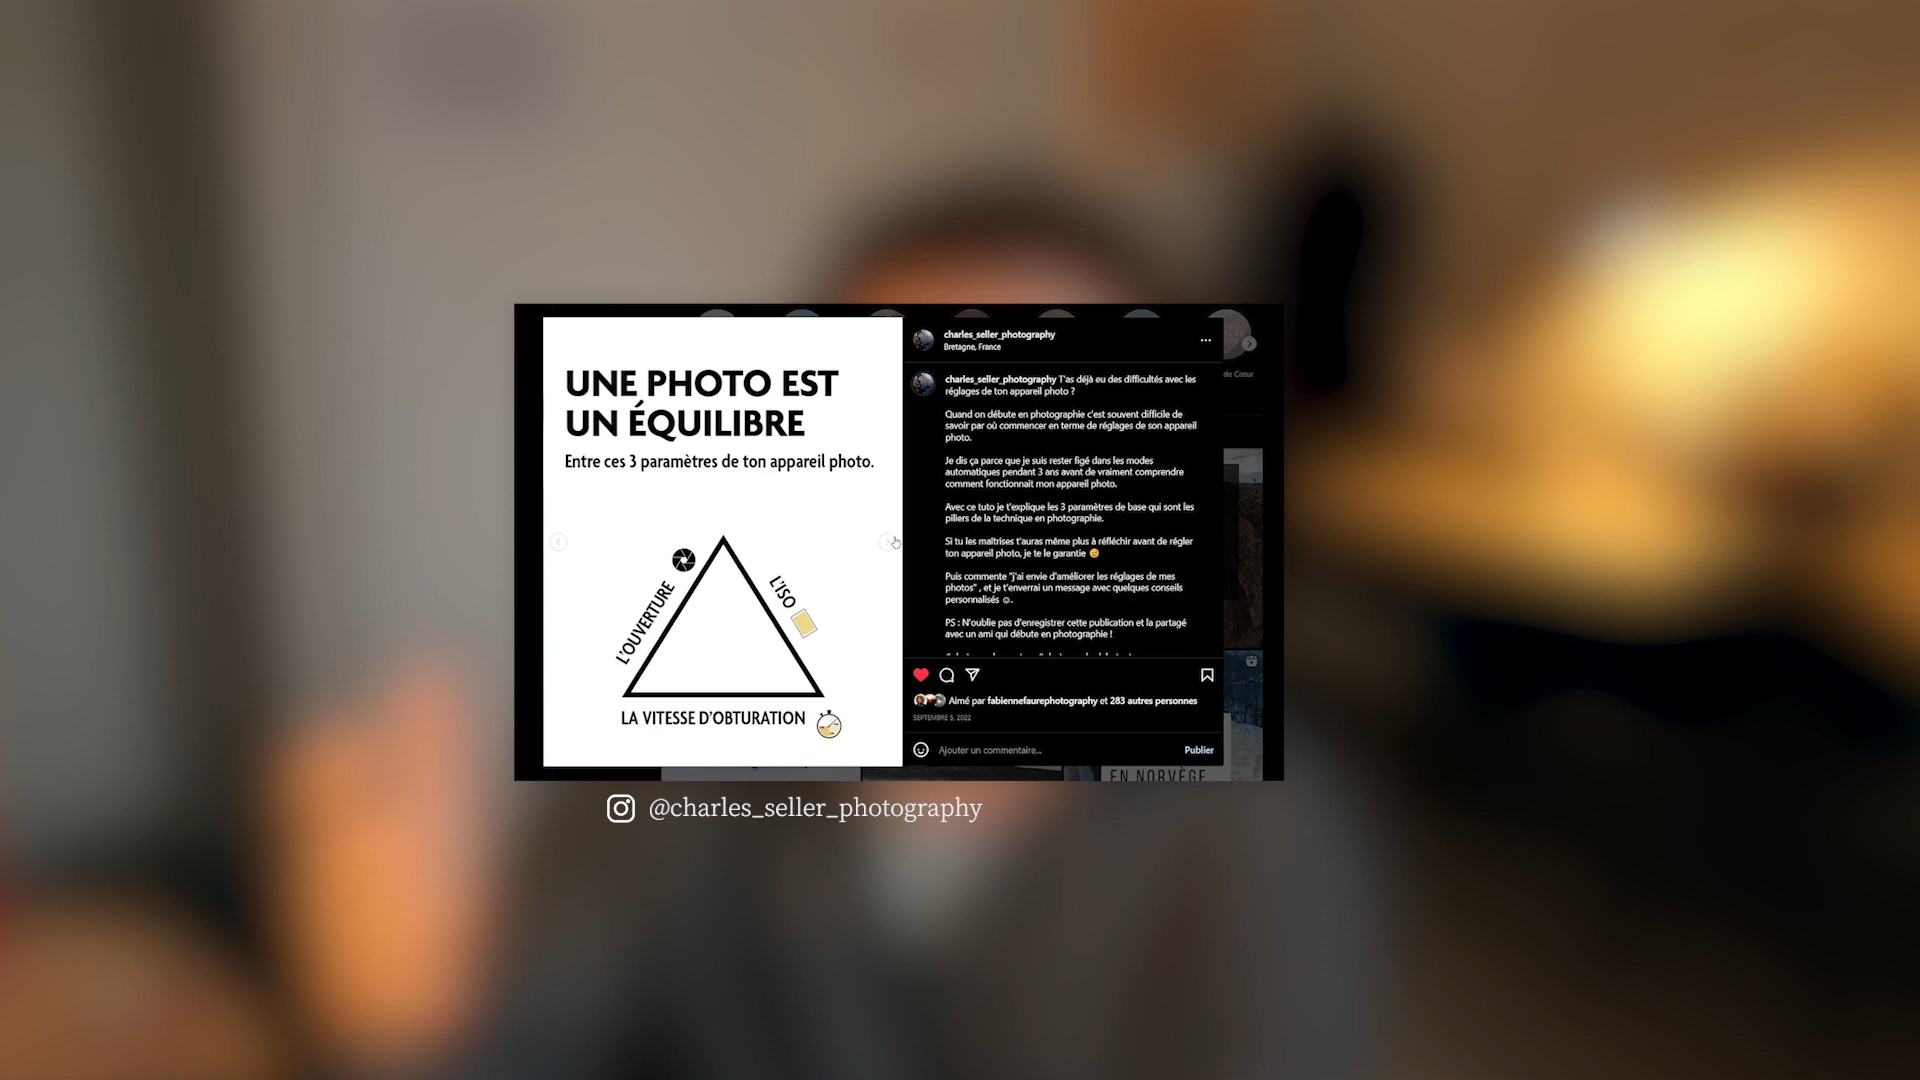 UNE PHOTO EST
UN ÉQUILIBRE
Entre ces 3 paramètres de ton appareil photo.
L'OUVERTURE
L'ISO
LA VITESSE D'OBTURATION
charles_seller_photography
Bretagne, France
charles_seller_photography T'as déjà eu des difficultés avec les
réglages de ton appareil photo ?
Quand on débute en photographie c'est souvent difficile de
savoir par où commencer en terme de réglages de son appareil
photo.
Je dis ça parce que je suis rester figé dans les modes
automatiques pendant 3 ans avant de vraiment comprendre
comment fonctionnait mon appareil photo.
Avec ce tuto je t'explique les 3 paramètres de base qui sont les
piliers de la technique en photographie.
Si tu les maîtrises t'auras même plus à réfléchir avant de régler
ton appareil photo, je te le garantie
Puis commente "j'ai envie d'améliorer les réglages de mes
photos" , et je t'enverrai un message avec quelques conseils
personnalisés ☺.
PS : N'oublie pas d'enregistrer cette publication et la partagé
avec un ami qui débute en photographie !
Aimé par fabiennefaurephotography et 283 autres personnes
SEPTEMBRE 5, 2022
Ajouter un commentaire...
Publier
de Cœur
EN NORVÈGE
@charles_seller_photography